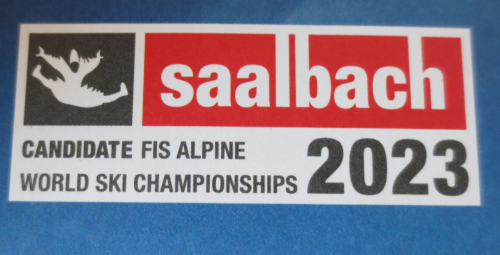 saalbach
CANDIDATE FIS ALPINE
WORLD SKI CHAMPIONSHIPS 2023